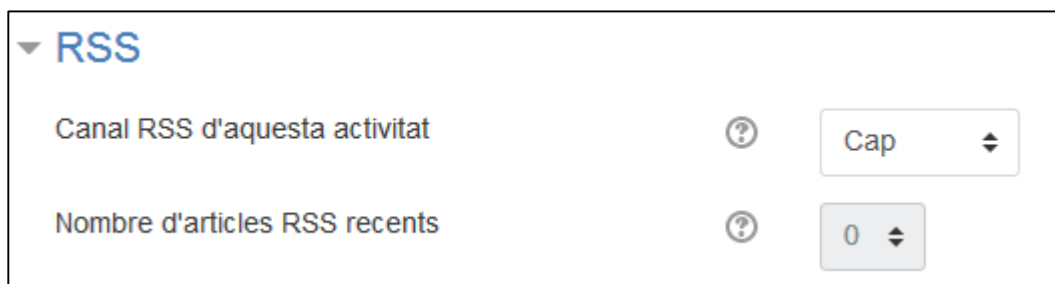 RSS
Canal RSS d'aquesta activitat
Cap
Nombre d'articles RSS recents
0